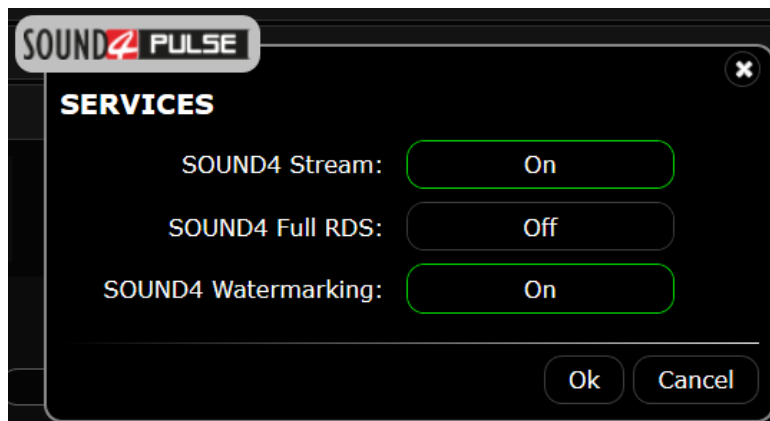 SOUND4 PULSE
SERVICES
SOUND4 Stream: On
SOUND4 Full RDS: Off
SOUND4 Watermarking: On
Ok Cancel